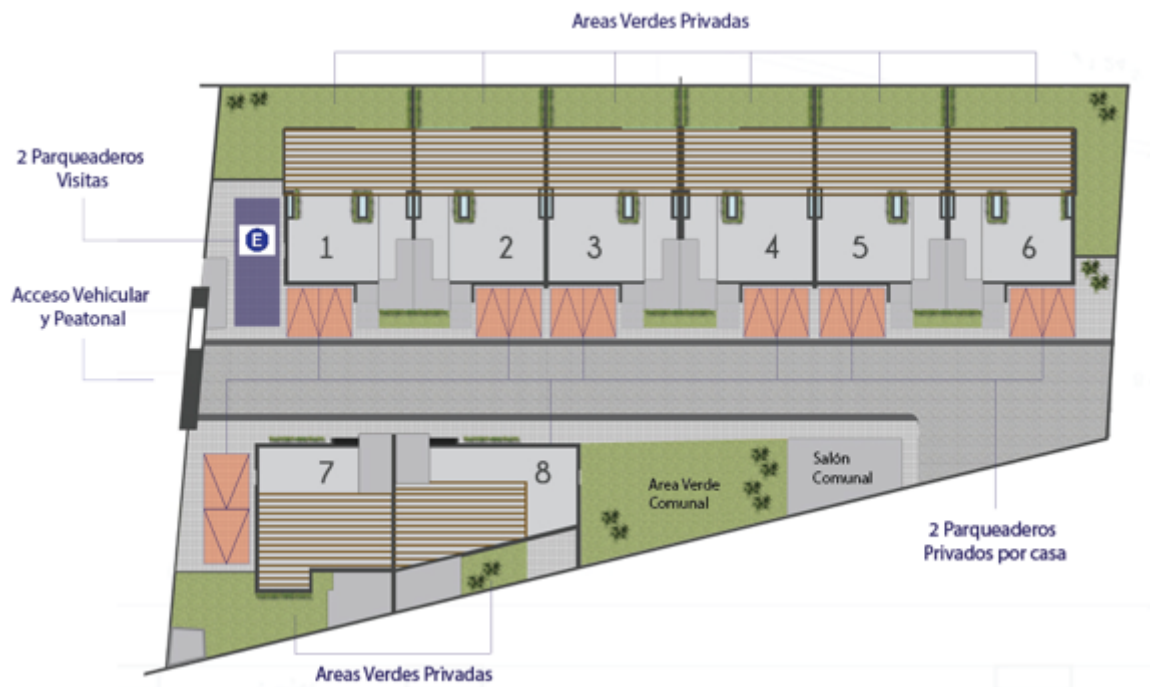 Areas Verdes Privadas
2 Parqueaderos
Visitas
E
Acceso Vehicular
y Peatonal
1
2
3
4
5
6
7
8
Area Verde
Comunal
Salón
Comunal
2 Parqueaderos
Privados por casa
Areas Verdes Privadas